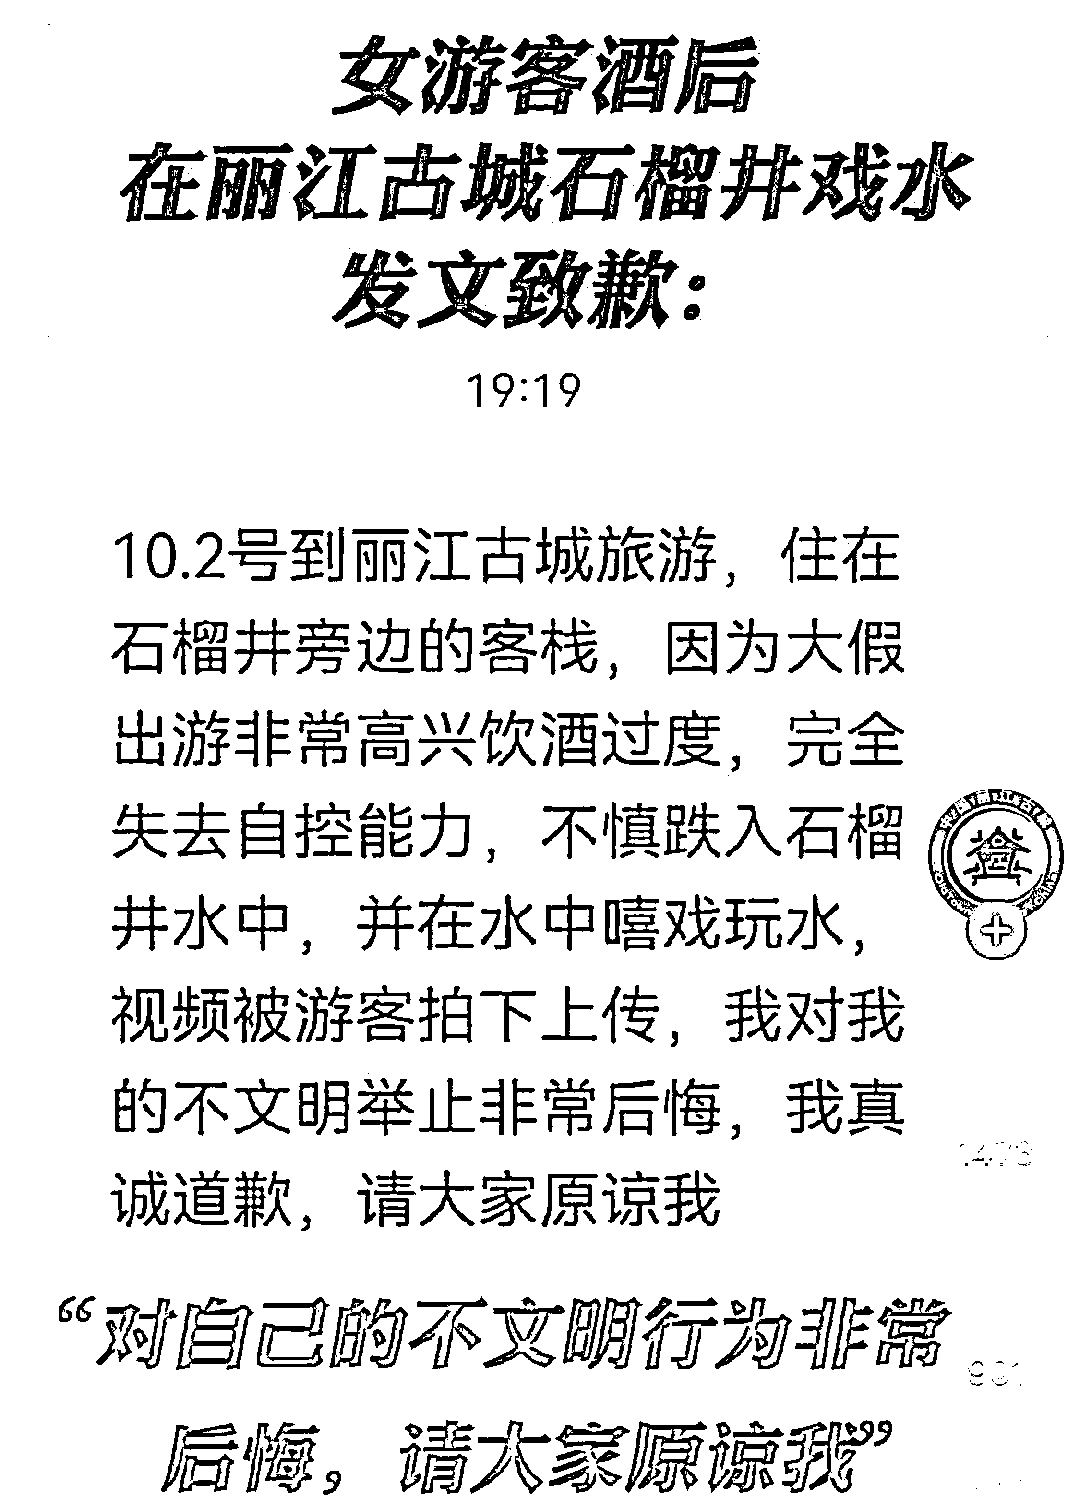 女游客酒后
在丽江古城石榴井戏水
发文致歉：
19:19
10.2号到丽江古城旅游，住在
石榴井旁边的客栈，因为大假
出游非常高兴饮酒过度，完全
失去自控能力，不慎跌入石榴
井水中，并在水中嘻戏玩水，
视频被游客拍下上传，我对我
的不文明举止非常后悔，我真
诚道歉，请大家原谅我
1473
“对自己的不文明行为非常
后悔，请大家原谅我”